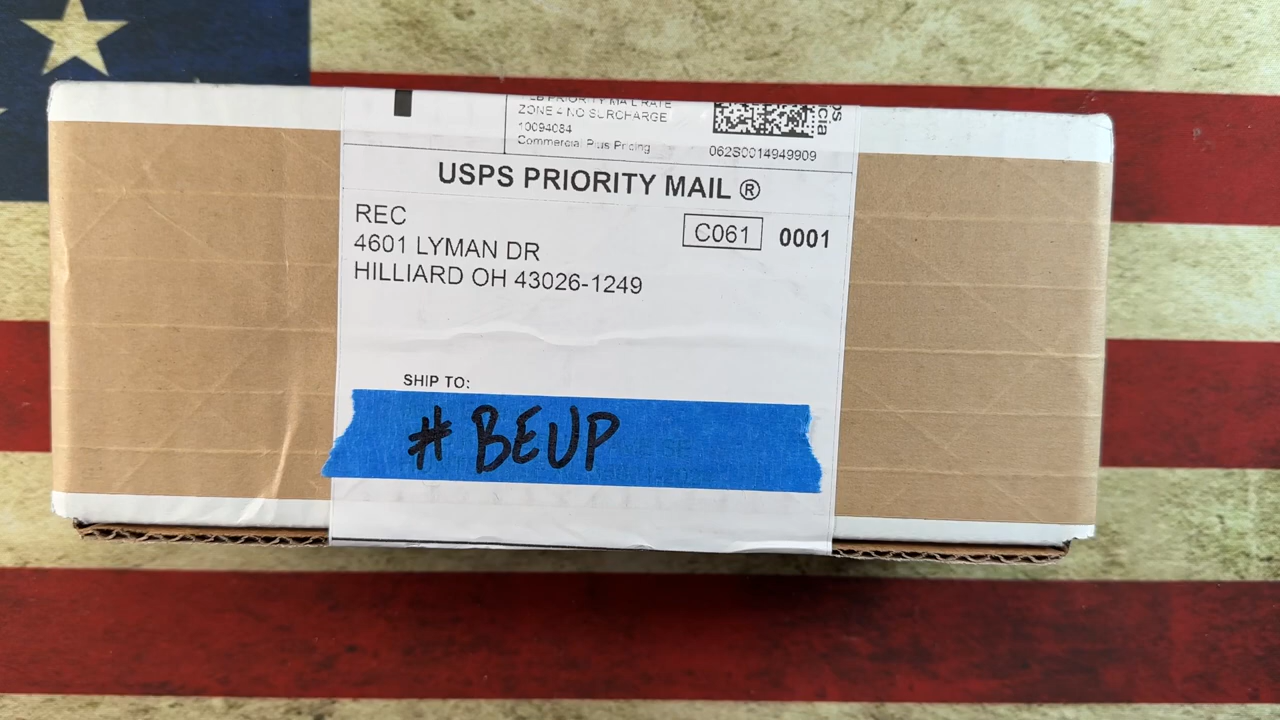 PRIORITY MAIL RATE
ZONE 4 NO SURCHARGE
10094084
Commercial Plus Pricing
062S0014949909
USPS PRIORITY MAIL ®
REC
4601 LYMAN DR
HILLIARD OH 43026-1249
C061 0001
SHIP TO:
# BEUP